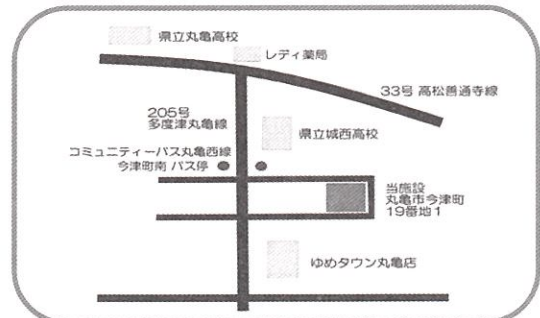 県立丸亀高校
レディ薬局
33号 高松善通寺線
205号
多度津丸亀線
県立城西高校
コミュニティーバス丸亀西線
今津町南 バス停
当施設
丸亀市今津町
19番地1
ゆめタウン丸亀店